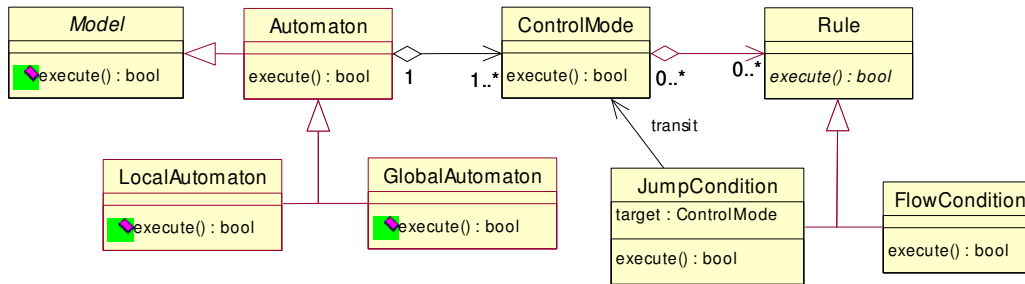 Model
execute() : bool
Automaton
execute() : bool
1
1..*
ControlMode
execute() : bool
0..*
0..*
Rule
execute() : bool
transit
LocalAutomaton
execute() : bool
GlobalAutomaton
execute() : bool
JumpCondition
target : ControlMode
execute() : bool
FlowCondition
execute() : bool